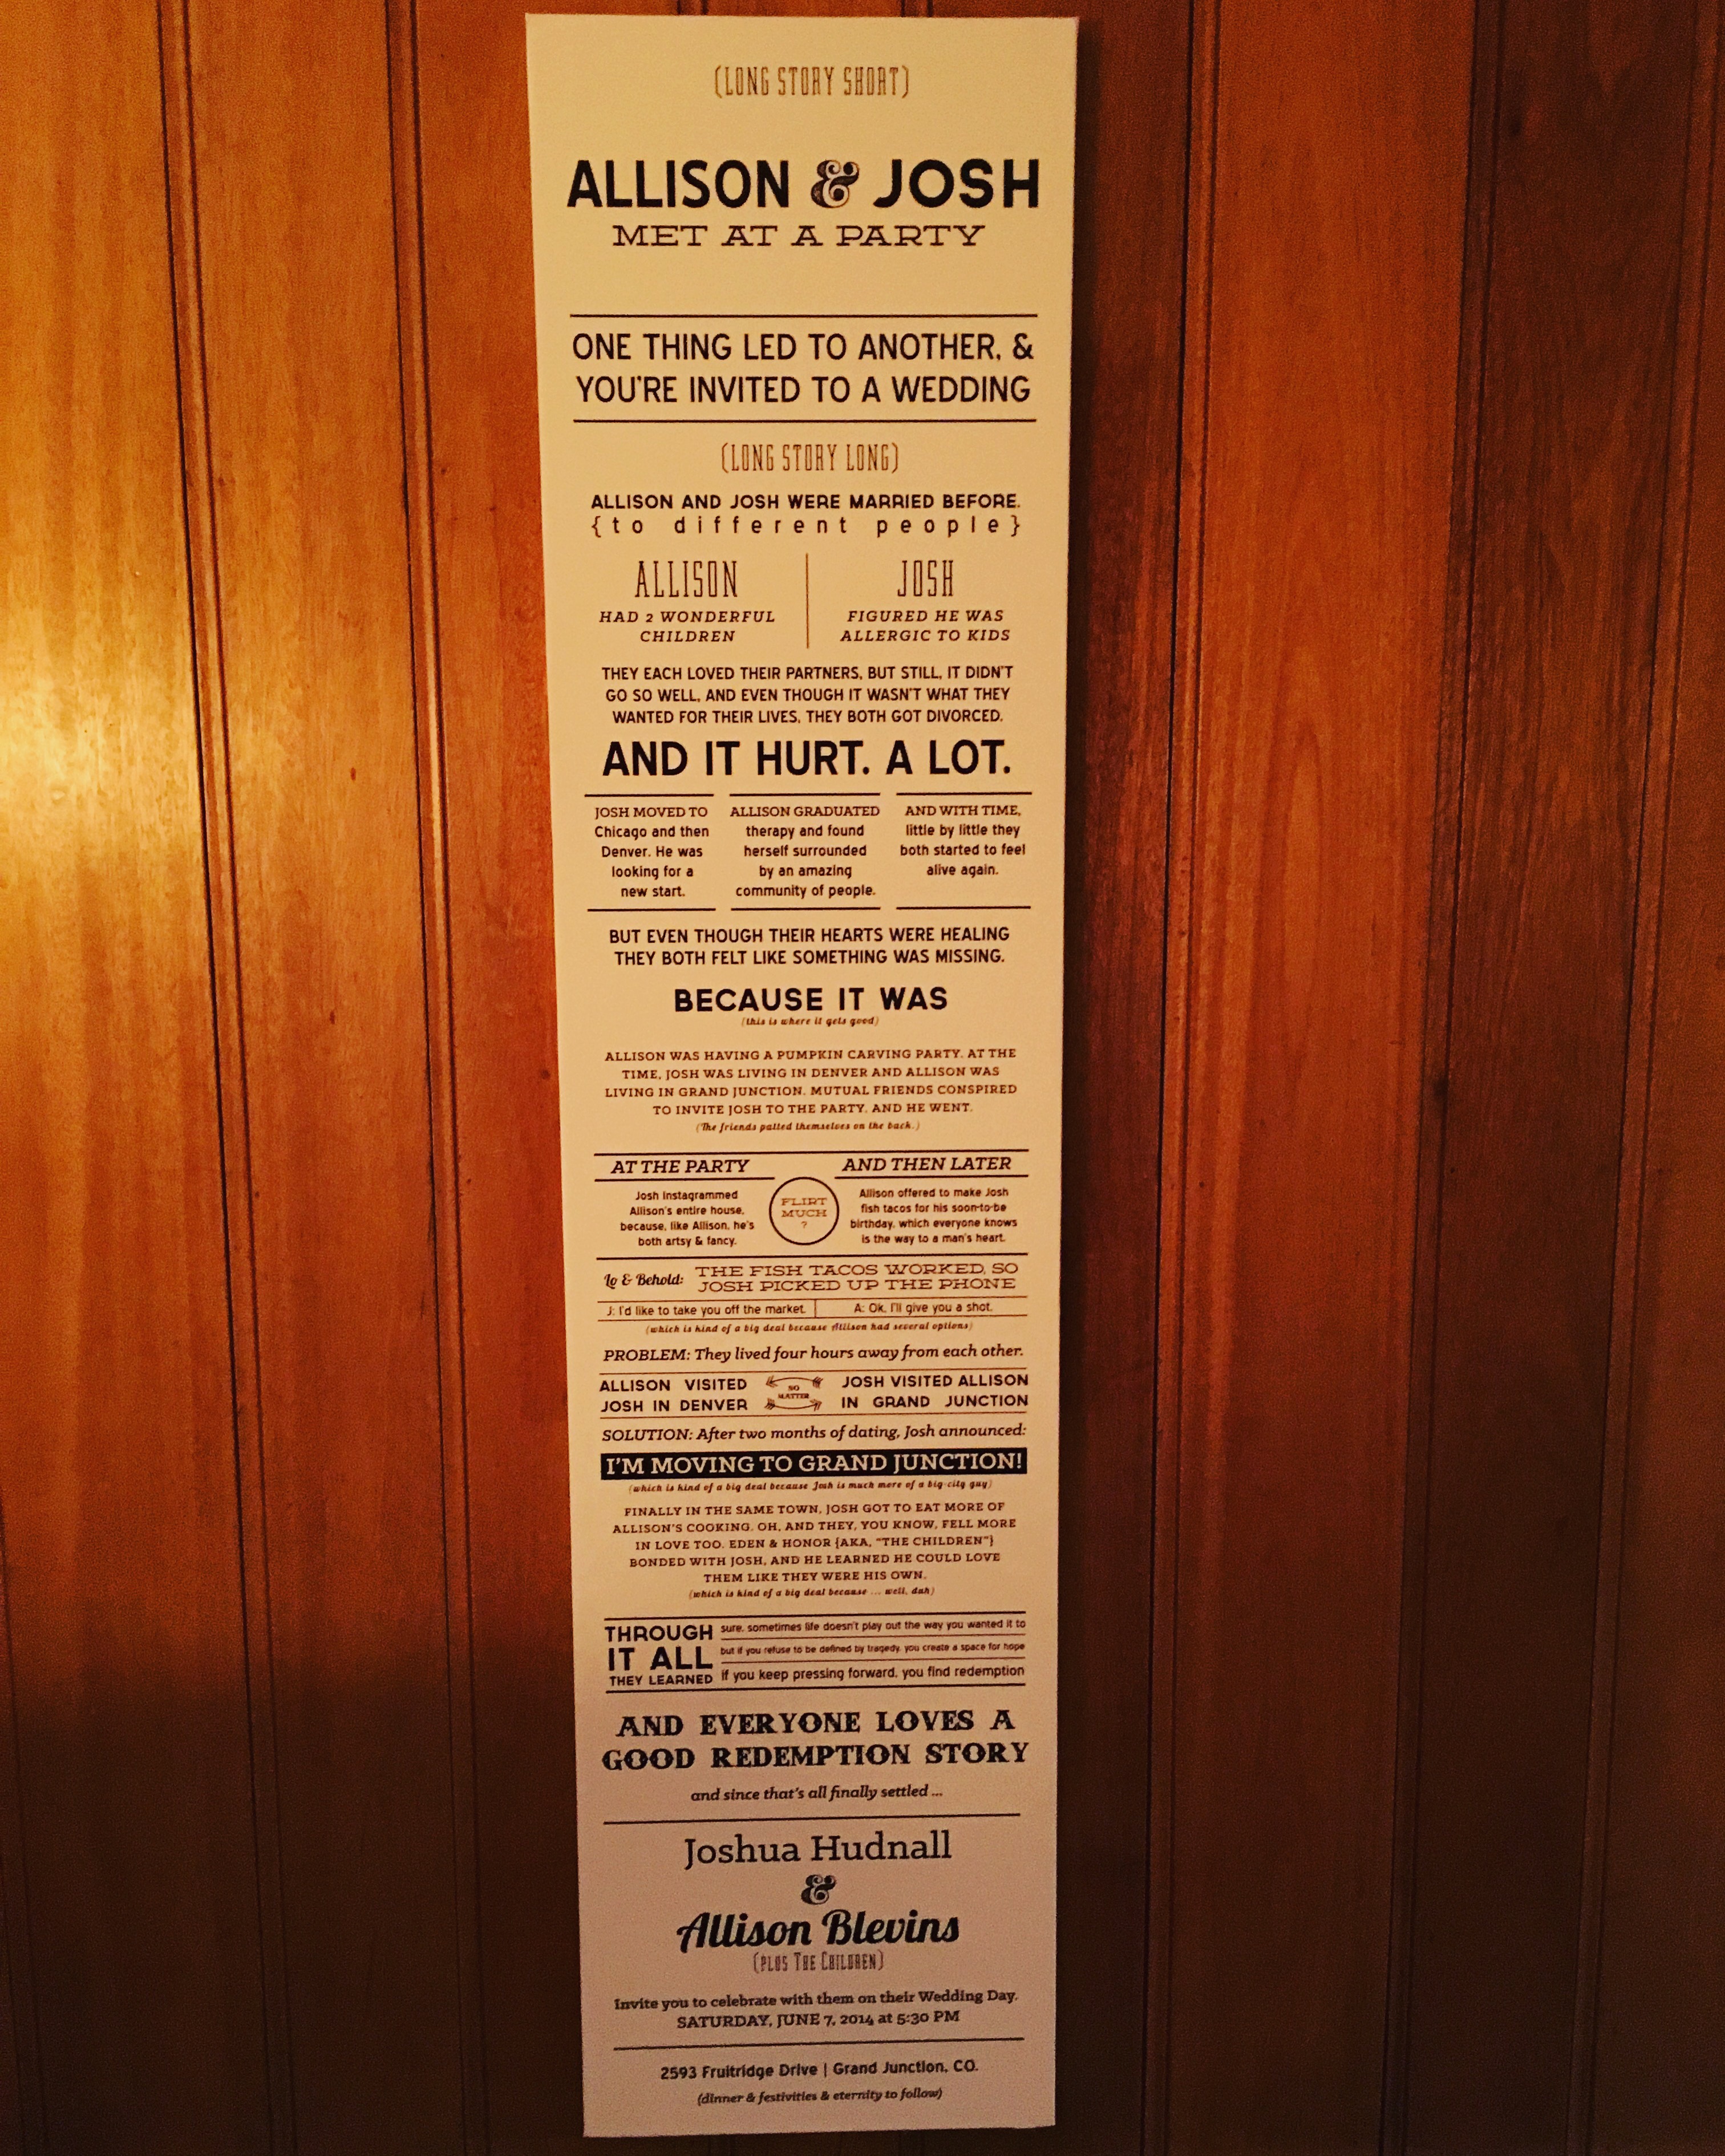 (LONG STORY SHORT)
ALLISON & JOSH
MET AT A PARTY
ONE THING LED TO ANOTHER, &
YOU'RE INVITED TO A WEDDING
(LONG STORY LONG)
ALLISON AND JOSH WERE MARRIED BEFORE.
{to different people}
ALLISON
HAD 2 WONDERFUL
CHILDREN
JOSH
FIGURED HE WAS
ALLERGIC TO KIDS
THEY EACH LOVED THEIR PARTNERS, BUT STILL, IT DIDN'T
GO SO WELL, AND EVEN THOUGH IT WASN'T WHAT THEY
WANTED FOR THEIR LIVES, THEY BOTH GOT DIVORCED.
AND IT HURT. A LOT.
JOSH MOVED TO
Chicago and then
Denver. He was
looking for a
new start.
ALLISON GRADUATED
therapy and found
herself surrounded
by an amazing
community of people.
AND WITH TIME,
little by little they
both started to feel
alive again.
BUT EVEN THOUGH THEIR HEARTS WERE HEALING
THEY BOTH FELT LIKE SOMETHING WAS MISSING.
BECAUSE IT WAS
(this is where it gets good)
ALLISON WAS HAVING A PUMPKIN CARVING PARTY. AT THE
TIME, JOSH WAS LIVING IN DENVER AND ALLISON WAS
LIVING IN GRAND JUNCTION. MUTUAL FRIENDS CONSPIRED
TO INVITE JOSH TO THE PARTY. AND HE WENT.
(The friends patted themselves on the back.)
AT THE PARTY
Josh instagrammed
Allison's entire house,
because, like Allison, he's
both artsy & fancy.
FLIRT
MUCH
?
AND THEN LATER
Allison offered to make Josh
fish tacos for his soon-to-be
birthday, which everyone knows
is the way to a man's heart.
Lo & Behold:
THE FISH TACOS WORKED, SO
JOSH PICKED UP THE PHONE
J: I'd like to take you off the market.
A: Ok, I'll give you a shot.
(which is kind of a big deal because Allison had several options)
PROBLEM: They lived four hours away from each other.
ALLISON VISITED
JOSH IN DENVER
NO
MATTER
JOSH VISITED ALLISON
IN GRAND JUNCTION
SOLUTION: After two months of dating, Josh announced:
I'M MOVING TO GRAND JUNCTION!
(which is kind of a big deal because Josh is much more of a big-city guy)
FINALLY IN THE SAME TOWN, JOSH GOT TO EAT MORE OF
ALLISON'S COOKING. OH, AND THEY, YOU KNOW, FELL MORE
IN LOVE TOO. EDEN & HONOR {AKA, "THE CHILDREN"}
BONDED WITH JOSH, AND HE LEARNED HE COULD LOVE
THEM LIKE THEY WERE HIS OWN.
(which is kind of a big deal because ... well, duh)
THROUGH
IT ALL
THEY LEARNED
sure, sometimes life doesn't play out the way you wanted it to
but if you refuse to be defined by tragedy, you create a space for hope
if you keep pressing forward, you find redemption
AND EVERYONE LOVES A
GOOD REDEMPTION STORY
and since that's all finally settled ...
Joshua Hudnall
&
Allison Blevins
(PLUS THE CHILDREN)
Invite you to celebrate with them on their Wedding Day.
SATURDAY, JUNE 7, 2014 at 5:30 PM
2593 Fruitridge Drive | Grand Junction, CO.
(dinner & festivities & eternity to follow)